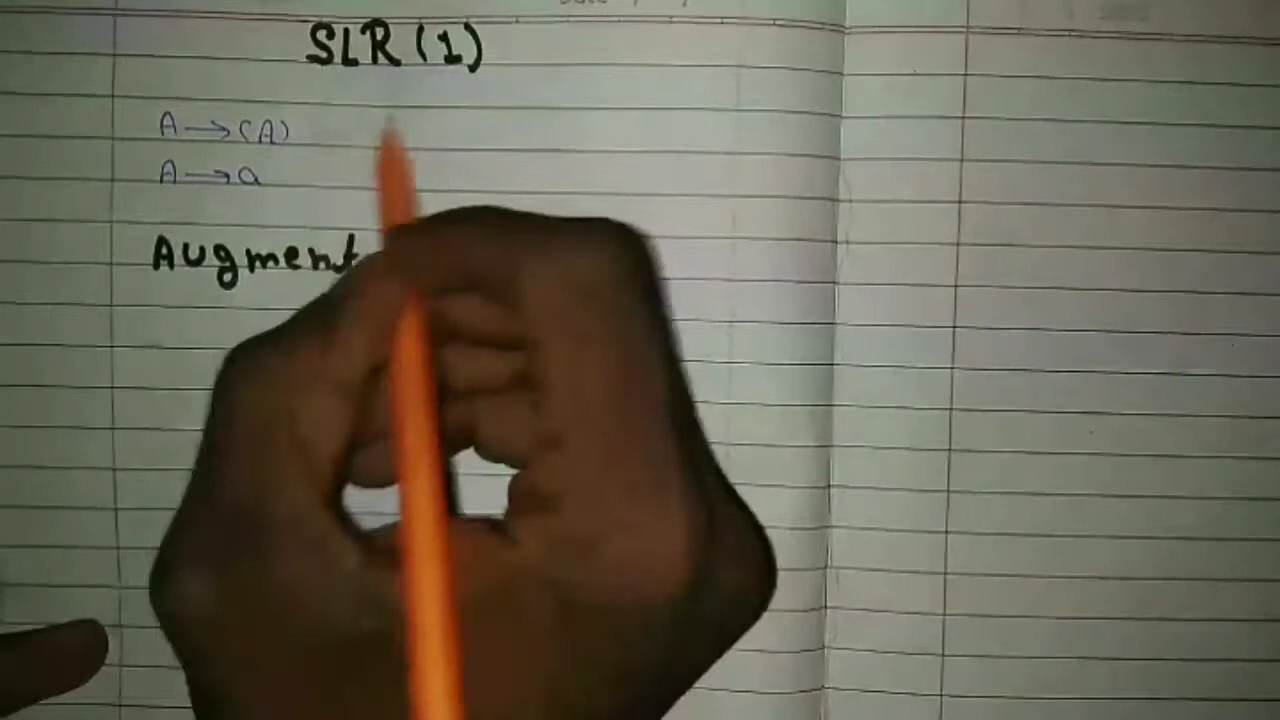 SLR (1)
A → (A)
A → a
Augment